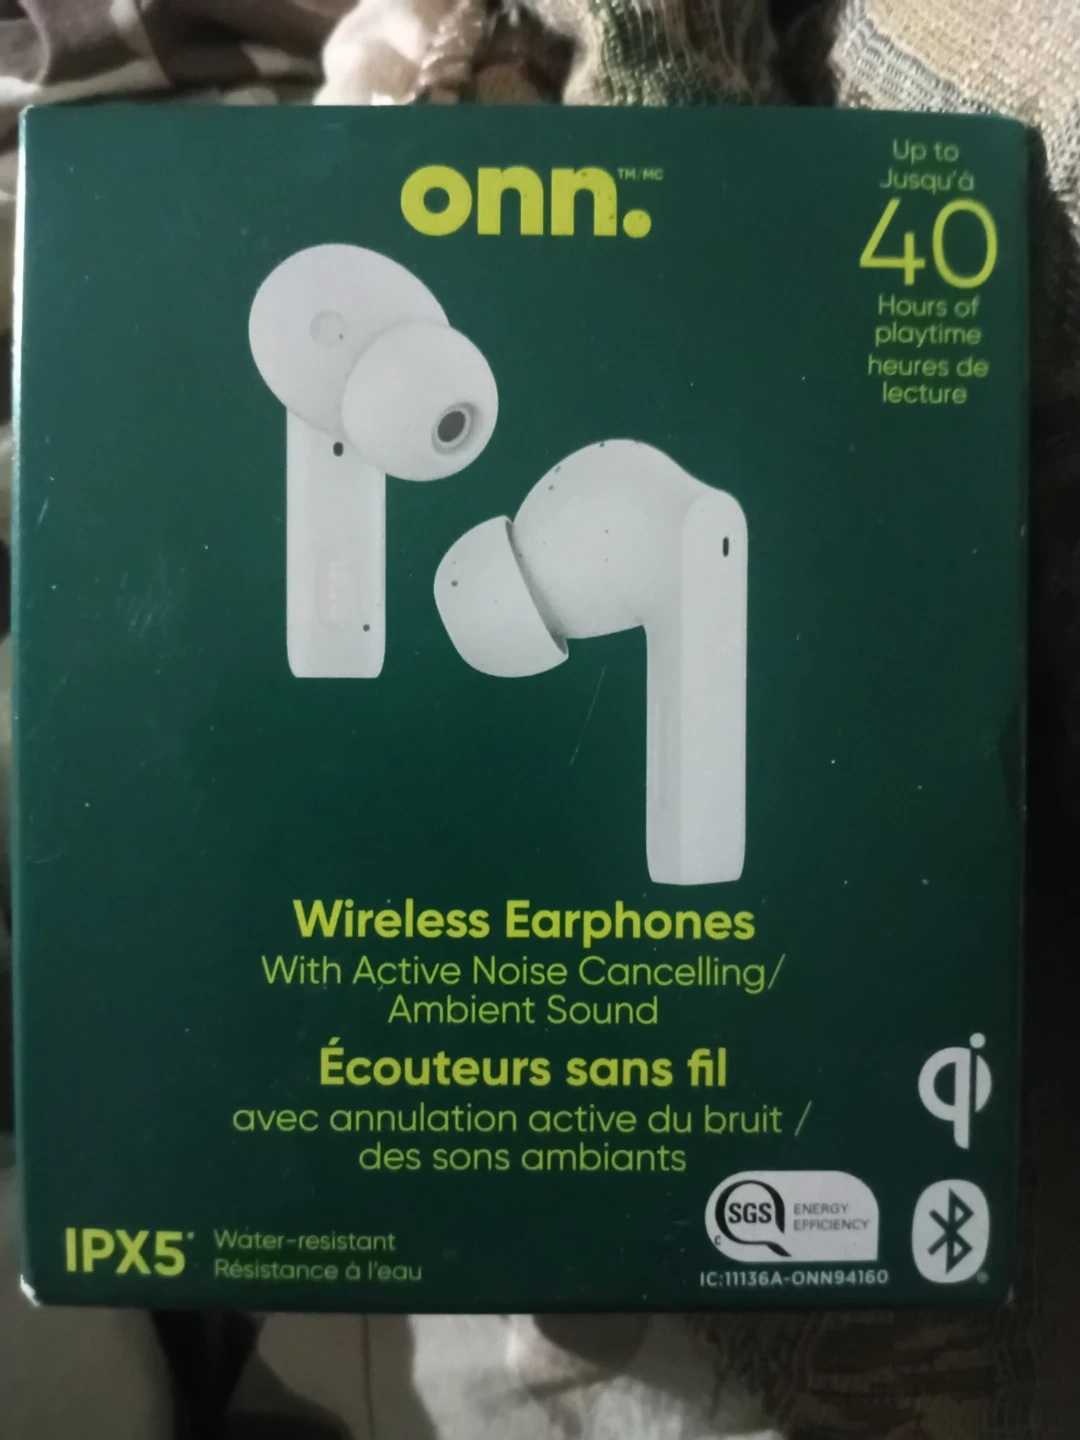 onn.™/MC
Up to
Jusqu'à
40
Hours of
playtime
heures de
lecture
Wireless Earphones
With Active Noise Cancelling/
Ambient Sound
Écouteurs sans fil
avec annulation active du bruit /
des sons ambiants
qi
IPX5*
Water-resistant
Résistance à l'eau
SGS
C
ENERGY
EFFICIENCY
IC:11136A-ONN94160